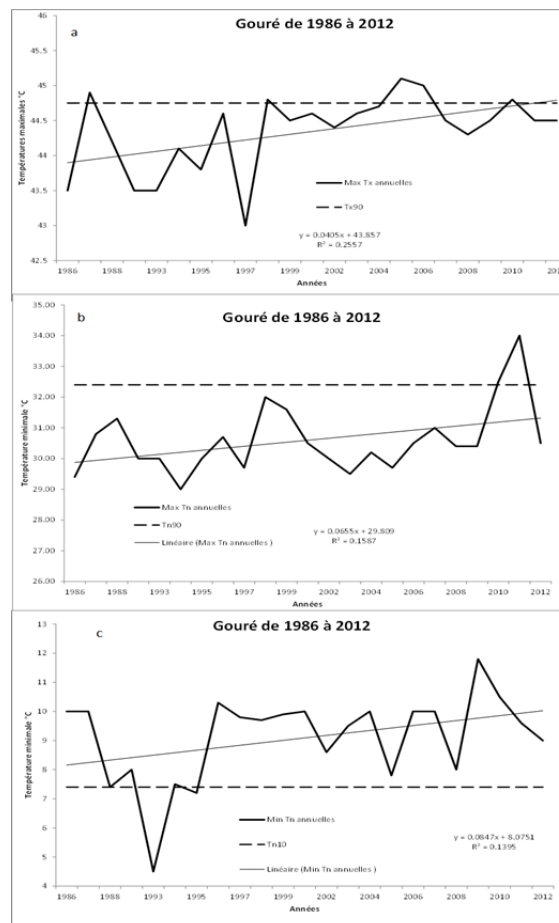 a
Gouré de 1986 à 2012
46
45.5
45
44.5
44
43.5
43
42.5
Températures maximales °C
Max Tx annuelles
Tx90
y = 0.0405x + 43.857
R² = 0.2557
1986 1988 1993 1995 1997 1999 2002 2004 2006 2008 2010
Années
b
Gouré de 1986 à 2012
35.00
34.00
33.00
32.00
31.00
30.00
29.00
28.00
27.00
26.00
Température minimale °C
Max Tn annuelles
Tn90
Linéaire (Max Tn annuelles )
y = 0.0655x + 29.809
R² = 0.1587
1986 1988 1993 1995 1997 1999 2002 2004 2006 2008 2010 2012
Années
c
Gouré de 1986 à 2012
13
12
11
10
9
8
7
6
5
4
Température minimale °C
Min Tn annuelles
Tn10
Linéaire (Min Tn annuelles )
y = 0.0847x + 8.0751
R² = 0.1395
1986 1988 1993 1995 1997 1999 2002 2004 2006 2008 2010 2012
Années